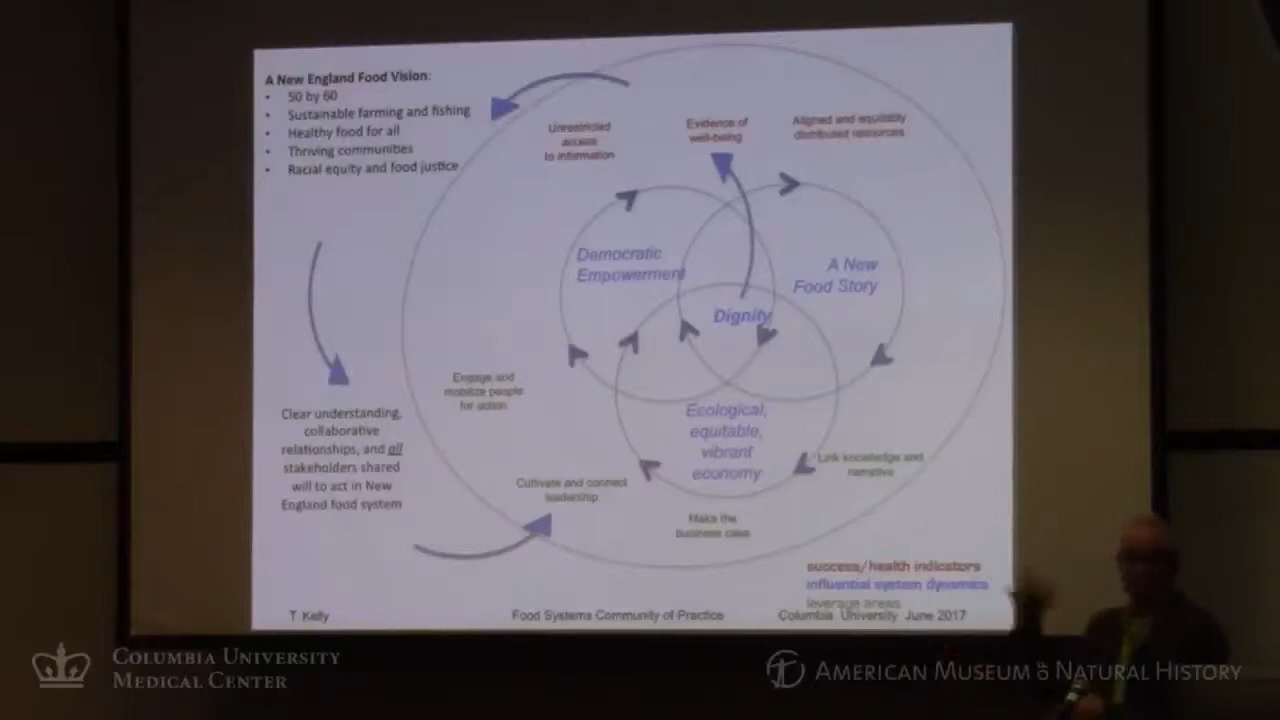 A New England Food Vision:
• 50 by 60
• Sustainable farming and fishing
• Healthy food for all
• Thriving communities
• Racial equity and food justice
Unrestricted
access
to information
Evidence of
well-being
Aligned and equitably
distributed resources
Democratic
Empowerment
A New
Food Story
Dignity
Engage and
mobilize people
for action
Clear understanding,
collaborative
relationships, and all
stakeholders shared
will to act in New
England food system
Ecological,
equitable,
vibrant
economy
Link knowledge and
narrative
Cultivate and connect
leadership
Make the
business case
success/health indicators
influential system dynamics
leverage areas
T. Kelly
Food Systems Community of Practice
Columbia University June 2017
COLUMBIA UNIVERSITY
MEDICAL CENTER
AMERICAN MUSEUM OF NATURAL HISTORY